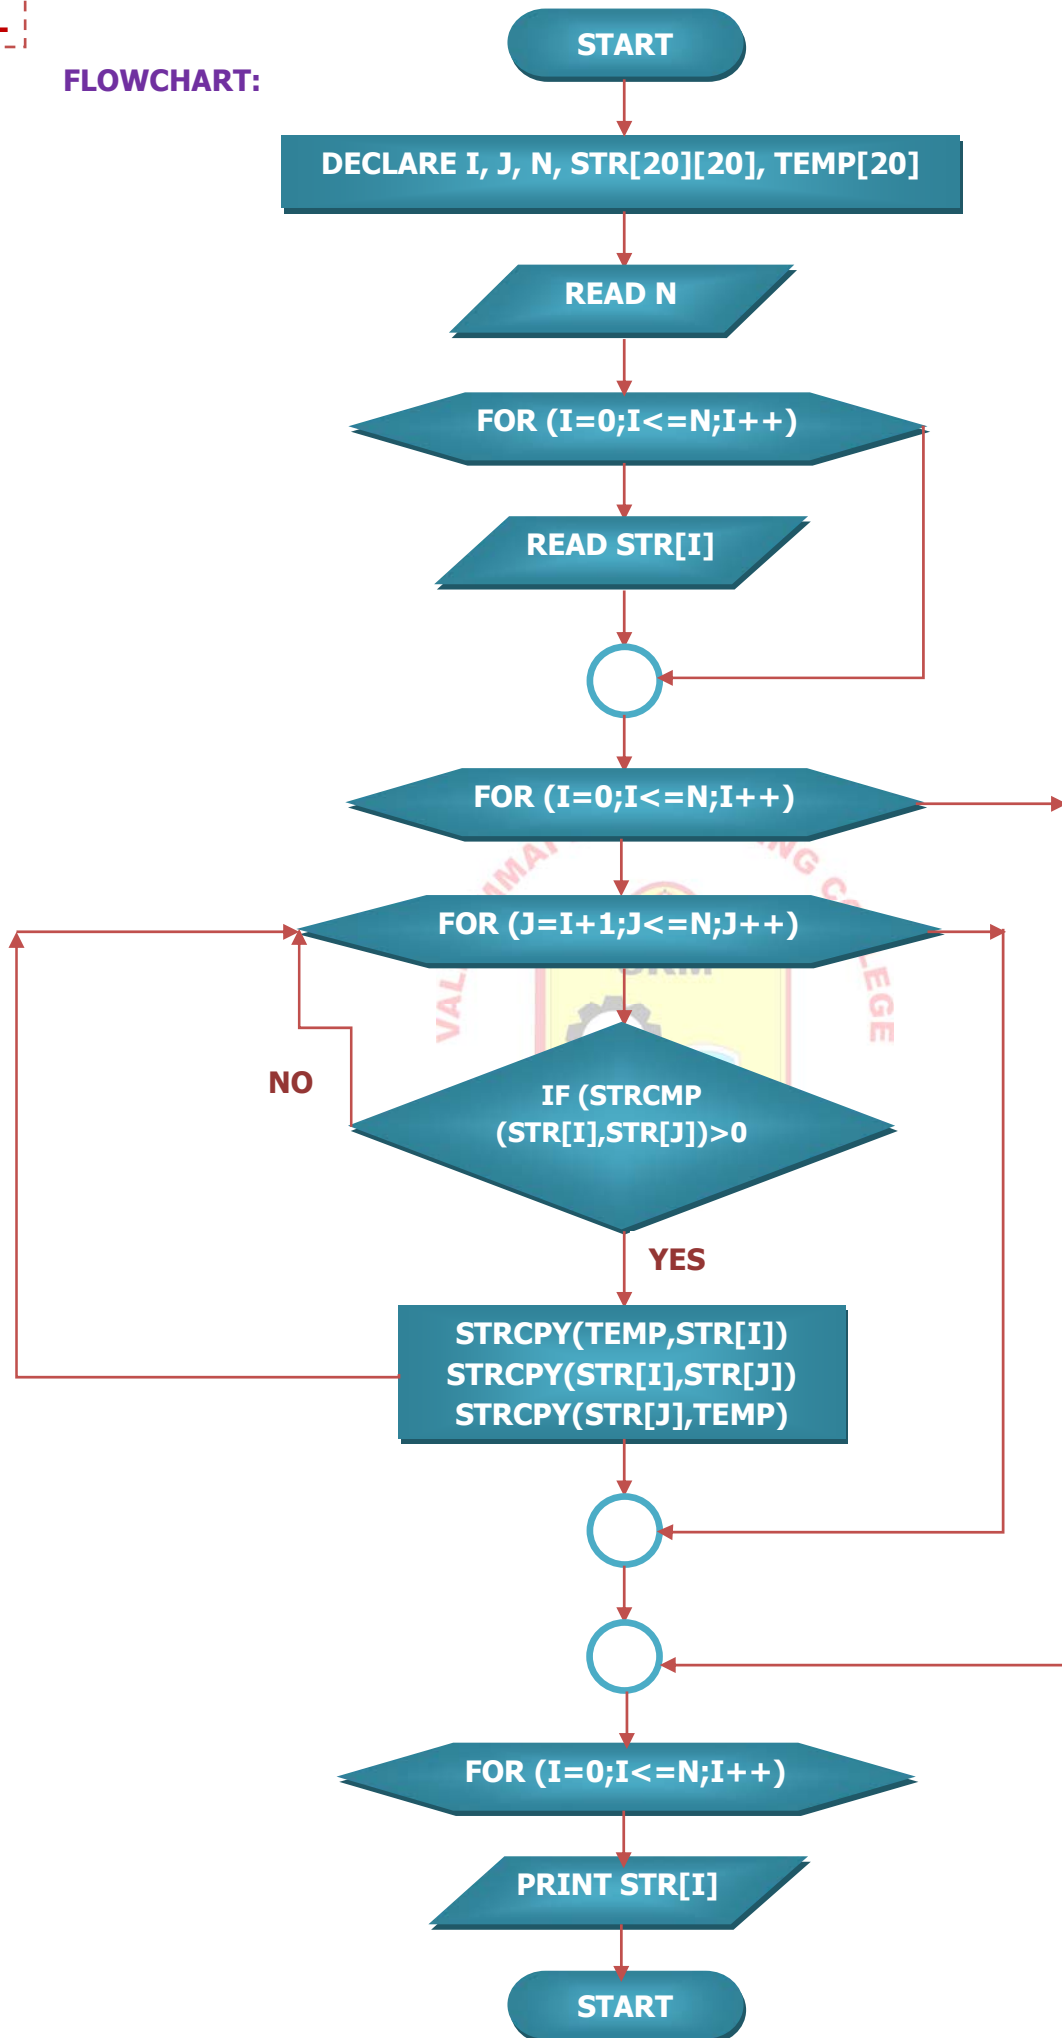 START
FLOWCHART:
DECLARE I, J, N, STR[20][20], TEMP[20]
READ N
FOR (I=0;I<=N;I++)
READ STR[I]
FOR (I=0;I<=N;I++)
FOR (J=I+1;J<=N;J++)
NO
IF (STRCMP
(STR[I],STR[J])>0
YES
STRCPY(TEMP,STR[I])
STRCPY(STR[I],STR[J])
STRCPY(STR[J],TEMP)
FOR (I=0;I<=N;I++)
PRINT STR[I]
START